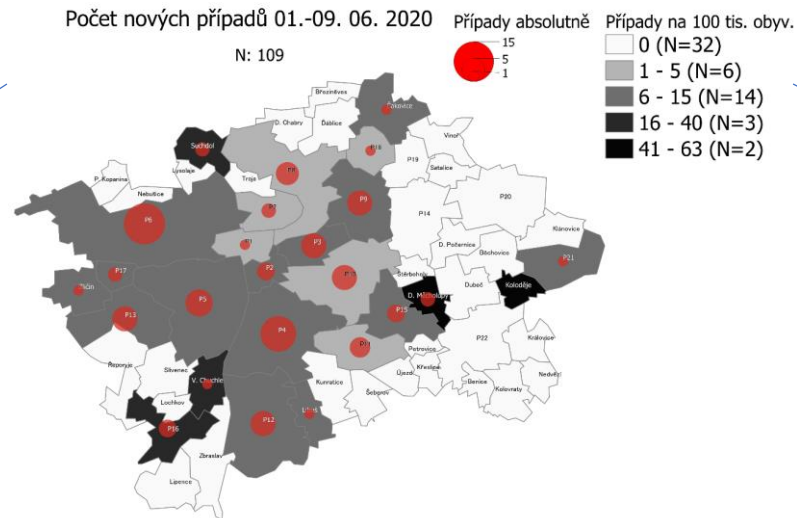 Počet nových případů 01.-09. 06. 2020
N: 109
Případy absolutně
15
5
1
Případy na 100 tis. obyv.
0 (N=32)
1 - 5 (N=6)
6 - 15 (N=14)
16 - 40 (N=3)
41 - 63 (N=2)
Březiněves
Čakovice
D. Chabry
Ďáblice
Vinoř
Suchdol
P18
P19
Lysolaje
P8
Satalice
P. Kopanina
Troja
Nebušice
P20
P7
P9
P14
P6
Klánovice
P1
P3
D. Počernice
Běchovice
P21
P17
P2
P10
Štěrboholy
Dubeč
Koloděje
Zličín
D. Měcholupy
P5
P13
P15
P4
P22
Královice
P11
Petrovice
Řeporyje
Slivenec
Křeslice
Újezd
Nedvězí
V. Chuchle
Kunratice
Benice
Šeberov
Kolovraty
Lochkov
Libuš
P16
P12
Zbraslav
Lipence